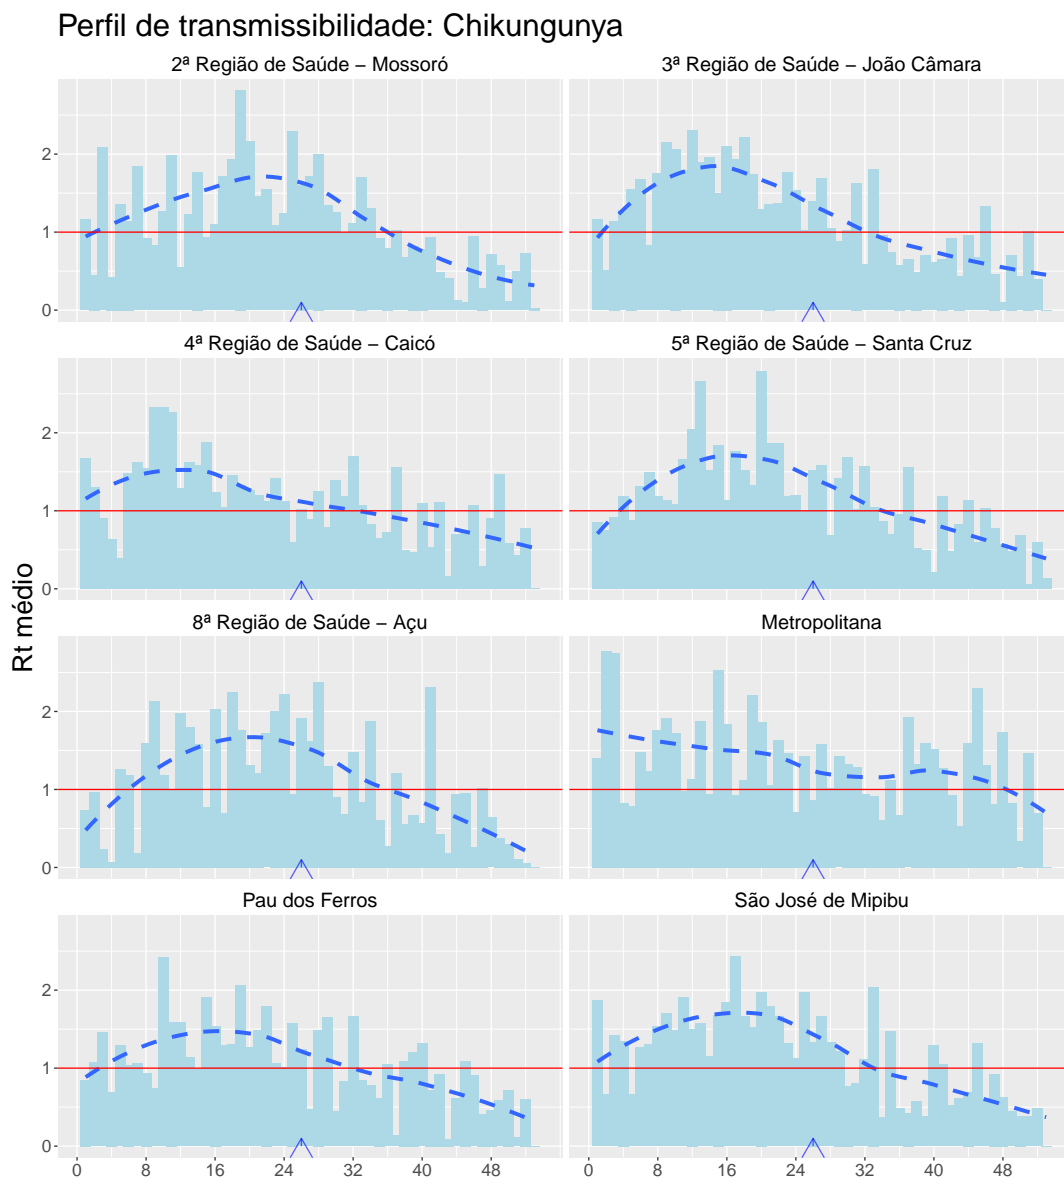 Perfil de transmissibilidade: Chikungunya
2ª Região de Saúde – Mossoró
3ª Região de Saúde – João Câmara
2
1
0
4ª Região de Saúde – Caicó
5ª Região de Saúde – Santa Cruz
2
1
0
Rt médio
8ª Região de Saúde – Açu
Metropolitana
2
1
0
Pau dos Ferros
São José de Mipibu
2
1
0
0 8 16 24 32 40 48
0 8 16 24 32 40 48